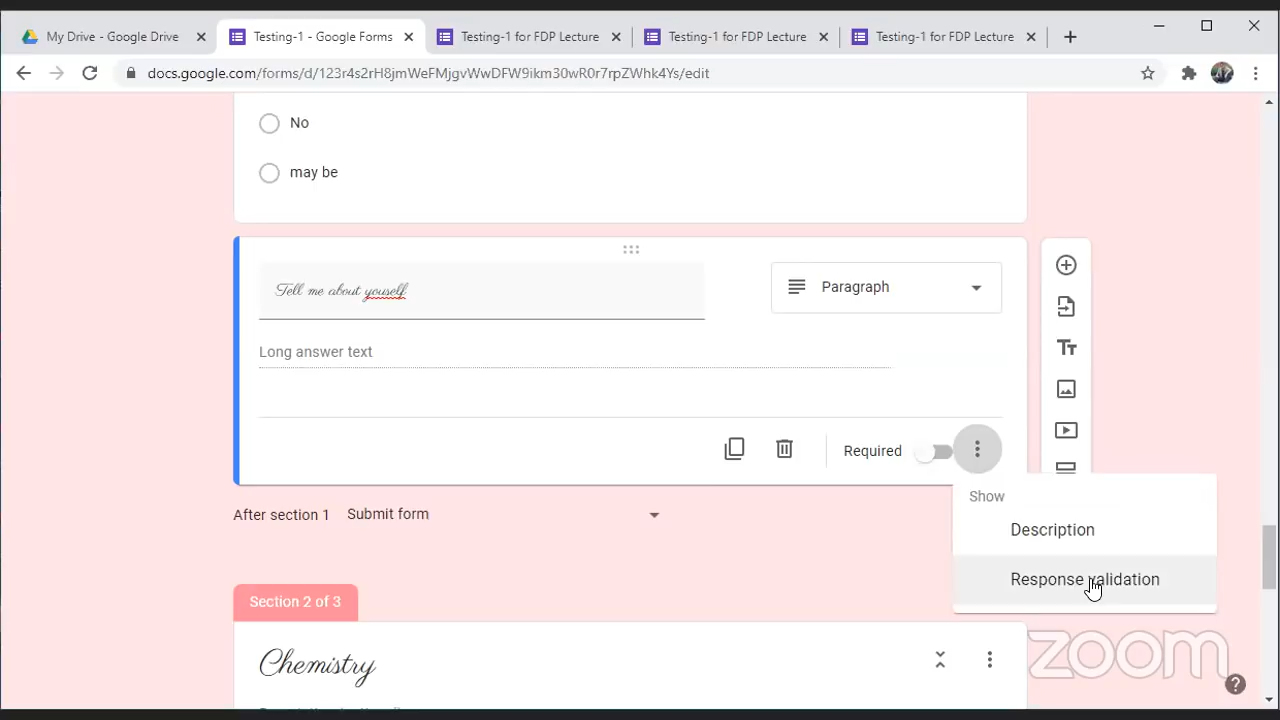 My Drive - Google Drive
Testing-1 - Google Forms
Testing-1 for FDP Lecture
Testing-1 for FDP Lecture
Testing-1 for FDP Lecture
docs.google.com/forms/d/123r4s2rH8jmWeFMJgvWwDFW9ikm30wR0r7rpZWhk4Ys/edit
No
may be
Tell me about youself
Paragraph
Long answer text
Required
Show
Description
Response validation
After section 1 Submit form
Section 2 of 3
Chemistry
zoom